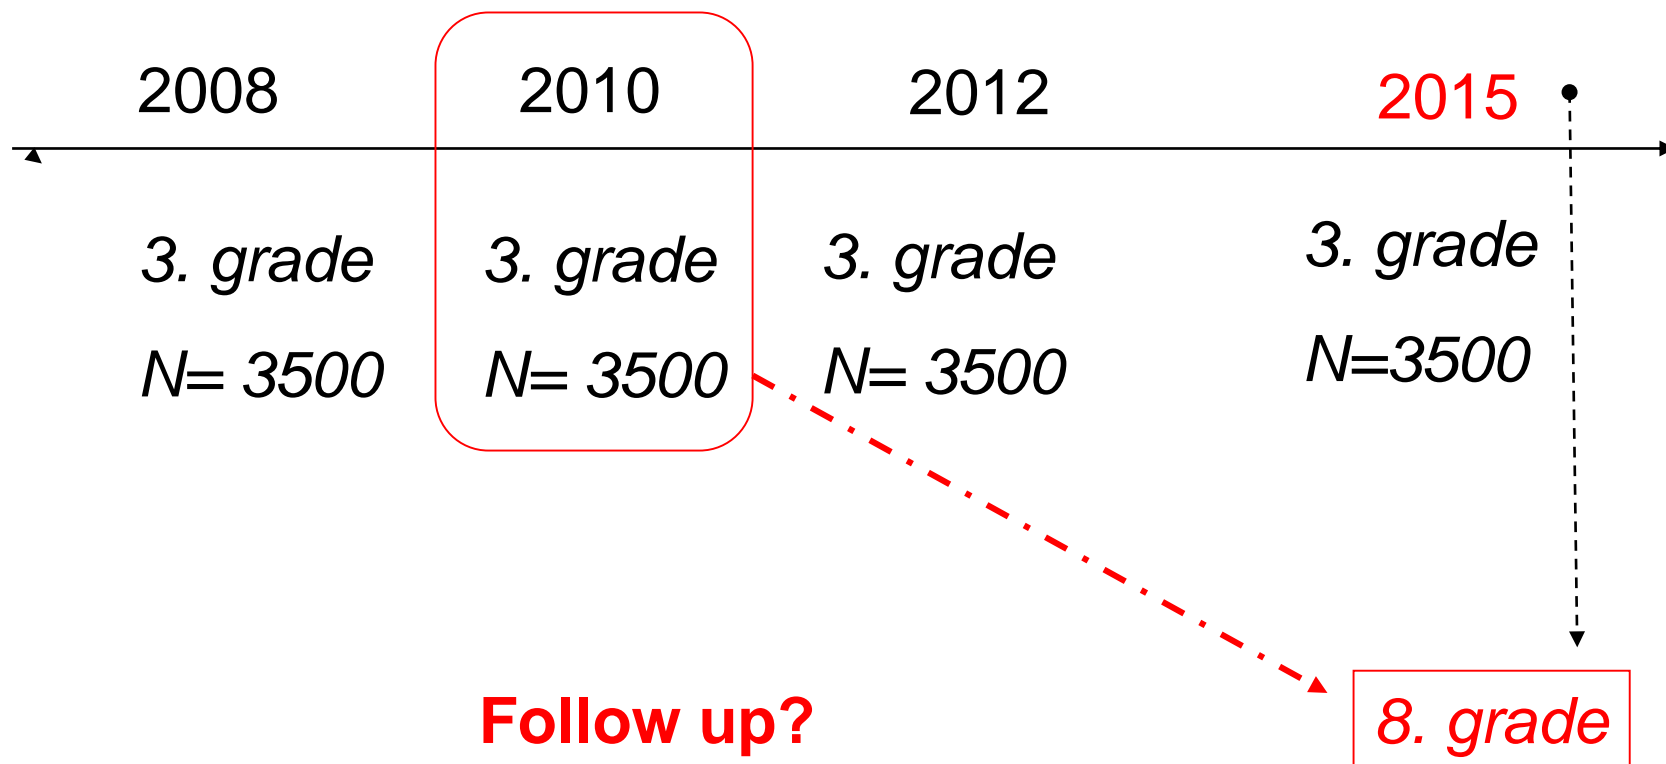 2008 2010 2012 2015
3. grade 3. grade 3. grade 3. grade
N= 3500 N= 3500 N= 3500 N=3500
Follow up? 8. grade